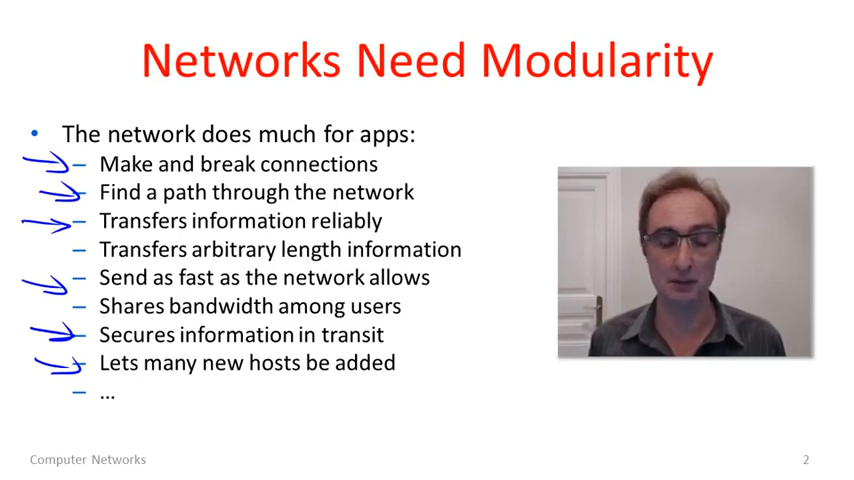 Networks Need Modularity
• The network does much for apps:
– Make and break connections
– Find a path through the network
– Transfers information reliably
– Transfers arbitrary length information
– Send as fast as the network allows
– Shares bandwidth among users
– Secures information in transit
– Lets many new hosts be added
– …
Computer Networks
2